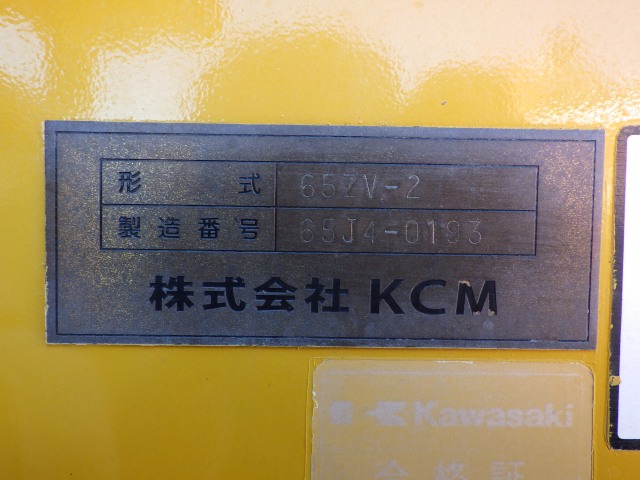 形式 65ZV-2
製造番号 65J4-0193
株式会社 KCM
Kawasaki
合格証